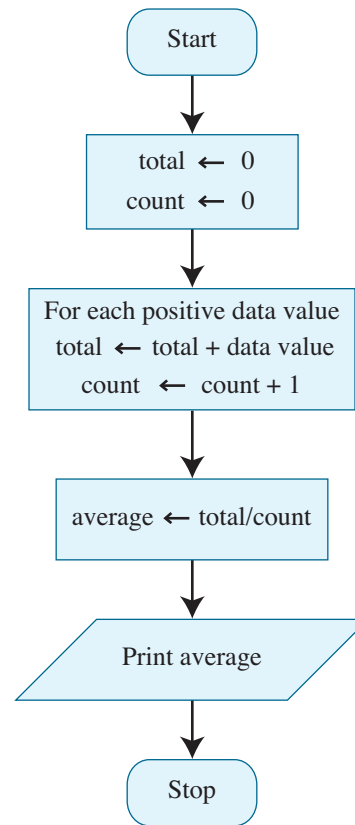 Start
total ← 0
count ← 0
For each positive data value
total ← total + data value
count ← count + 1
average ← total/count
Print average
Stop